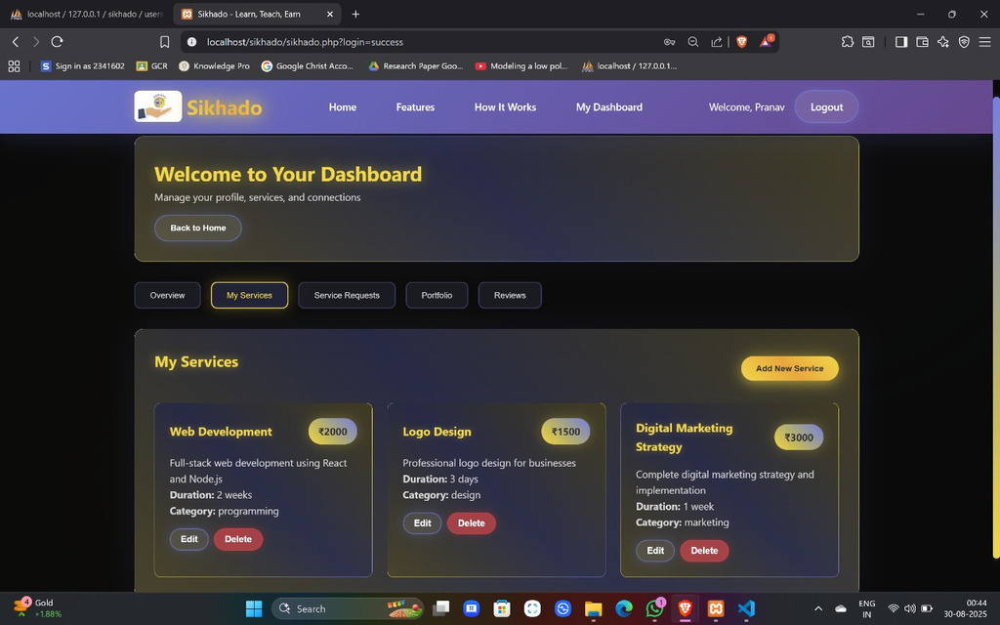 localhost / 127.0.0.1 / sikhado / users
Sikhado - Learn, Teach, Earn
localhost/sikhado/sikhado.php?login=success
Sign in as 2341602
GCR
Knowledge Pro
Google Christ Acco...
Research Paper Goo...
Modeling a low pol...
localhost / 127.0.0.1...
Sikhado
Home
Features
How It Works
My Dashboard
Welcome, Pranav
Logout
Welcome to Your Dashboard
Manage your profile, services, and connections
Back to Home
Overview
My Services
Service Requests
Portfolio
Reviews
My Services
Add New Service
Web Development
₹2000
Full-stack web development using React
and Node.js
Duration: 2 weeks
Category: programming
Edit
Delete
Logo Design
₹1500
Professional logo design for businesses
Duration: 3 days
Category: design
Edit
Delete
Digital Marketing
Strategy
₹3000
Complete digital marketing strategy and
implementation
Duration: 1 week
Category: marketing
Edit
Delete
4
Gold
+1.88%
Search
1
ENG
IN
00:44
30-08-2025